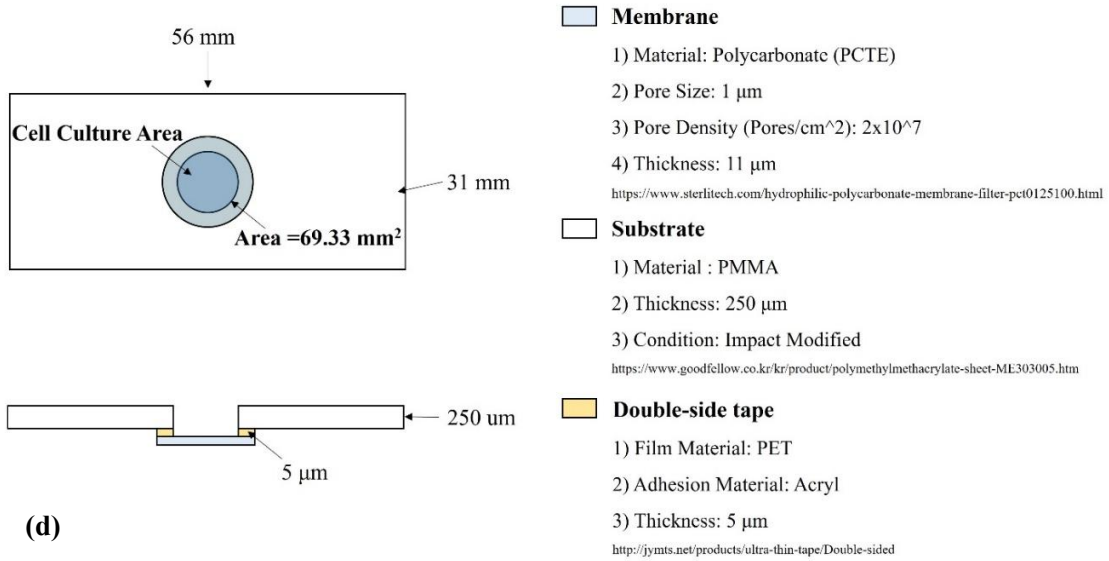 56 mm
Cell Culture Area
31 mm
Area =69.33 mm²
250 um
5 μm
(d)
Membrane
1) Material: Polycarbonate (PCTE)
2) Pore Size: 1 μm
3) Pore Density (Pores/cm^2): 2x10^7
4) Thickness: 11 μm
https://www.sterlitech.com/hydrophilic-polycarbonate-membrane-filter-pct0125100.html
Substrate
1) Material : PMMA
2) Thickness: 250 μm
3) Condition: Impact Modified
https://www.goodfellow.co.kr/kr/product/polymethylmethacrylate-sheet-ME303005.htm
Double-side tape
1) Film Material: PET
2) Adhesion Material: Acryl
3) Thickness: 5 μm
http://jymts.net/products/ultra-thin-tape/Double-sided